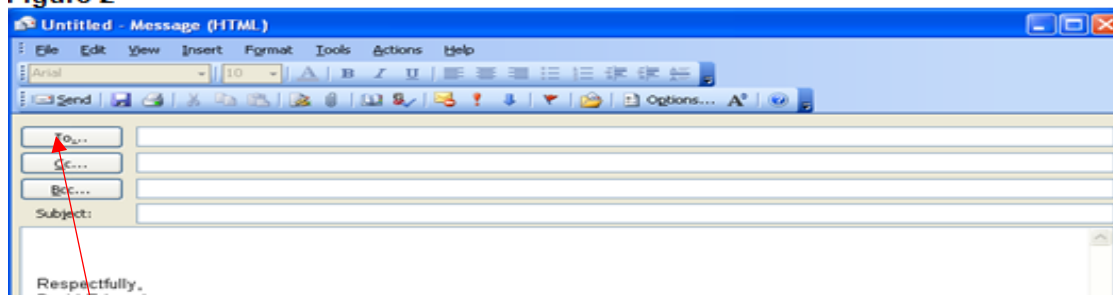 Figure 2
Untitled - Message (HTML)
File Edit View Insert Format Tools Actions Help
Arial 10 A B I U
Send Options...
To...
Cc...
Bcc...
Subject:
Respectfully,